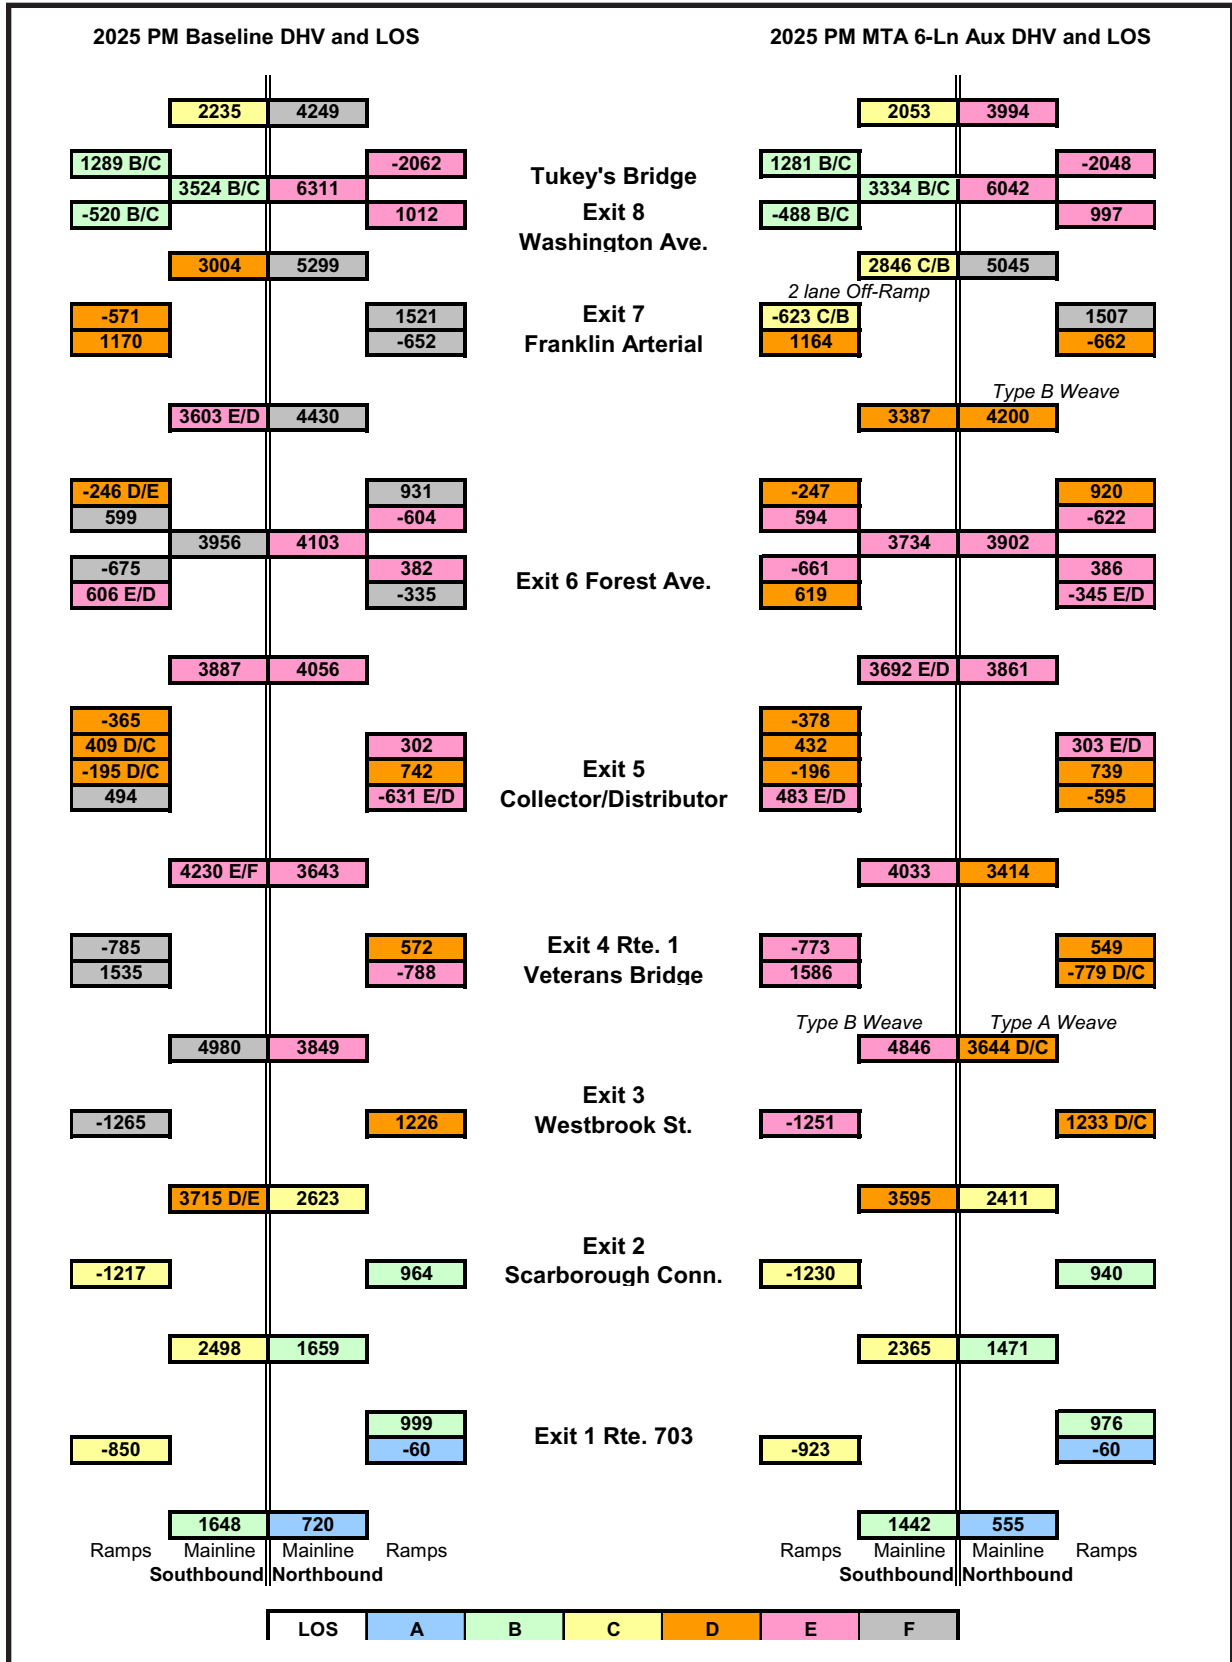 2025 PM Baseline DHV and LOS 2025 PM MTA 6-Ln Aux DHV and LOS
2235 4249 2053 3994
1289 B/C -2062 1281 B/C -2048
Tukey's Bridge
3524 B/C 6311 3334 B/C 6042
-520 B/C 1012 Exit 8 -488 B/C 997
Washington Ave.
3004 5299 2846 C/B 5045
2 lane Off-Ramp
-571 1521 Exit 7 -623 C/B 1507
1170 -652 Franklin Arterial 1164 -662
Type B Weave
3603 E/D 4430 3387 4200
-246 D/E 931 -247 920
599 -604 594 -622
3956 4103 3734 3902
-675 382 Exit 6 Forest Ave. -661 386
606 E/D -335 619 -345 E/D
3887 4056 3692 E/D 3861
-365 -378
409 D/C 302 432 303 E/D
-195 D/C 742 Exit 5 -196 739
494 -631 E/D Collector/Distributor 483 E/D -595
4230 E/F 3643 4033 3414
-785 572 Exit 4 Rte. 1 -773 549
1535 -788 Veterans Bridge 1586 -779 D/C
Type B Weave Type A Weave
4980 3849 4846 3644 D/C
Exit 3
-1265 1226 Westbrook St. -1251 1233 D/C
3715 D/E 2623 3595 2411
Exit 2
-1217 964 Scarborough Conn. -1230 940
2498 1659 2365 1471
999 976
-850 -60 Exit 1 Rte. 703 -923 -60
1648 720 1442 555
Ramps Mainline Mainline Ramps Ramps Mainline Mainline Ramps
Southbound Northbound Southbound Northbound
LOS A B C D E F